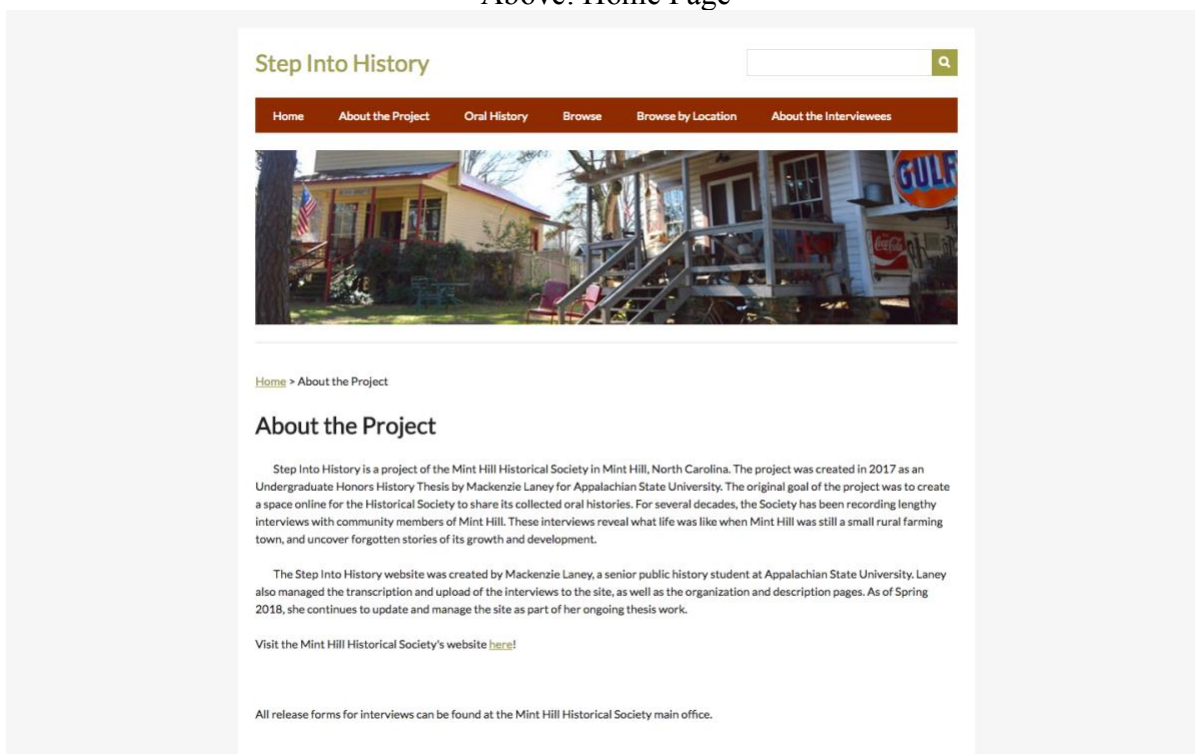 Above: Home Page
Step Into History
Home About the Project Oral History Browse Browse by Location About the Interviewees
GULF
Coca-Cola
Home > About the Project
About the Project
Step Into History is a project of the Mint Hill Historical Society in Mint Hill, North Carolina. The project was created in 2017 as an
Undergraduate Honors History Thesis by Mackenzie Laney for Appalachian State University. The original goal of the project was to create
a space online for the Historical Society to share its collected oral histories. For several decades, the Society has been recording lengthy
interviews with community members of Mint Hill. These interviews reveal what life was like when Mint Hill was still a small rural farming
town, and uncover forgotten stories of its growth and development.
The Step Into History website was created by Mackenzie Laney, a senior public history student at Appalachian State University. Laney
also managed the transcription and upload of the interviews to the site, as well as the organization and description pages. As of Spring
2018, she continues to update and manage the site as part of her ongoing thesis work.
Visit the Mint Hill Historical Society's website here!
All release forms for interviews can be found at the Mint Hill Historical Society main office.